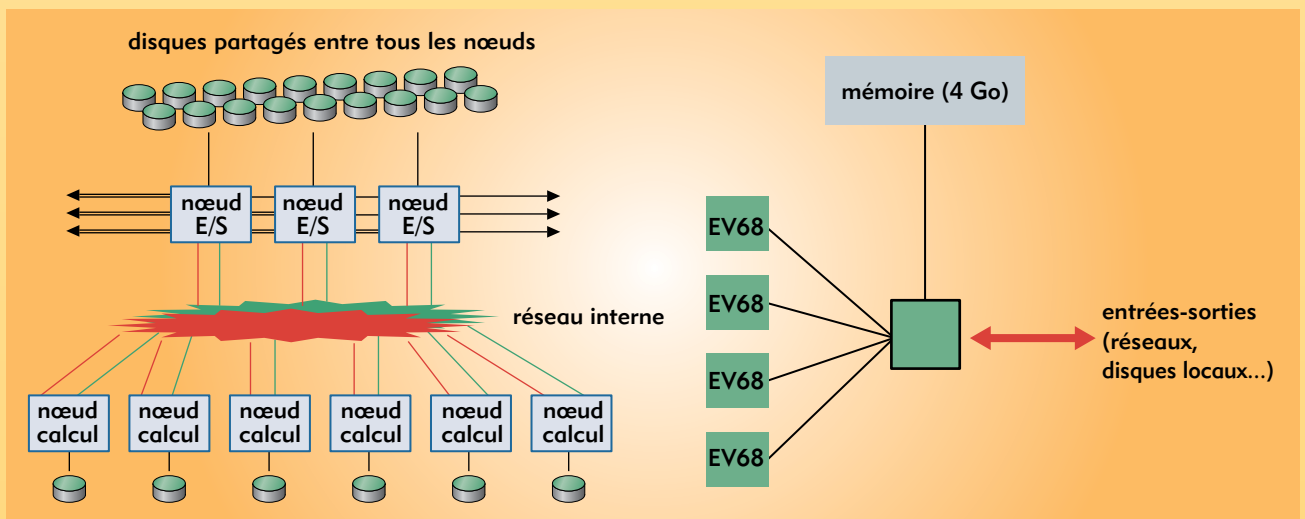 disques partagés entre tous les nœuds
nœud
E/S
nœud
E/S
nœud
E/S
réseau interne
nœud
calcul
nœud
calcul
nœud
calcul
nœud
calcul
nœud
calcul
nœud
calcul
mémoire (4 Go)
EV68
EV68
EV68
EV68
entrées-sorties
(réseaux,
disques locaux...)